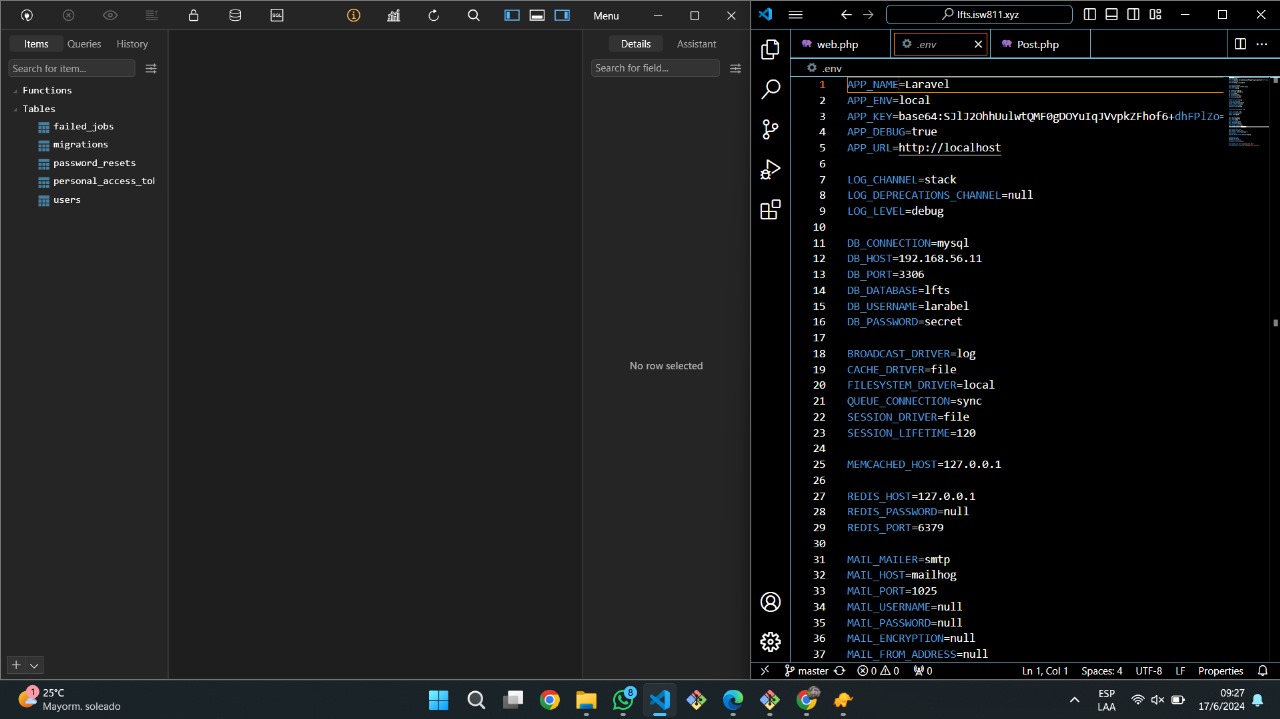 SQL
Menu
Items
Queries
History
Search for item...
Functions
Tables
failed_jobs
migrations
password_resets
personal_access_tol
users
Details
Assistant
Search for field...
No row selected
lfts.isw811.xyz
web.php
.env
Post.php
.env
1 APP_NAME=Laravel
2 APP_ENV=local
3 APP_KEY=base64:SJlJ2OhhUulwtQMF0gDOYuIqJVvpkZFhof6+dhFPlZo=
4 APP_DEBUG=true
5 APP_URL=http://localhost
6
7 LOG_CHANNEL=stack
8 LOG_DEPRECATIONS_CHANNEL=null
9 LOG_LEVEL=debug
10
11 DB_CONNECTION=mysql
12 DB_HOST=192.168.56.11
13 DB_PORT=3306
14 DB_DATABASE=lfts
15 DB_USERNAME=larabel
16 DB_PASSWORD=secret
17
18 BROADCAST_DRIVER=log
19 CACHE_DRIVER=file
20 FILESYSTEM_DRIVER=local
21 QUEUE_CONNECTION=sync
22 SESSION_DRIVER=file
23 SESSION_LIFETIME=120
24
25 MEMCACHED_HOST=127.0.0.1
26
27 REDIS_HOST=127.0.0.1
28 REDIS_PASSWORD=null
29 REDIS_PORT=6379
30
31 MAIL_MAILER=smtp
32 MAIL_HOST=mailhog
33 MAIL_PORT=1025
34 MAIL_USERNAME=null
35 MAIL_PASSWORD=null
36 MAIL_ENCRYPTION=null
37 MAIL_FROM_ADDRESS=null
master 0 0 0 Ln 1, Col 1 Spaces: 4 UTF-8 LF Properties
1
25°C
Mayorm. soleado
8
ESP
LAA
09:27
17/6/2024